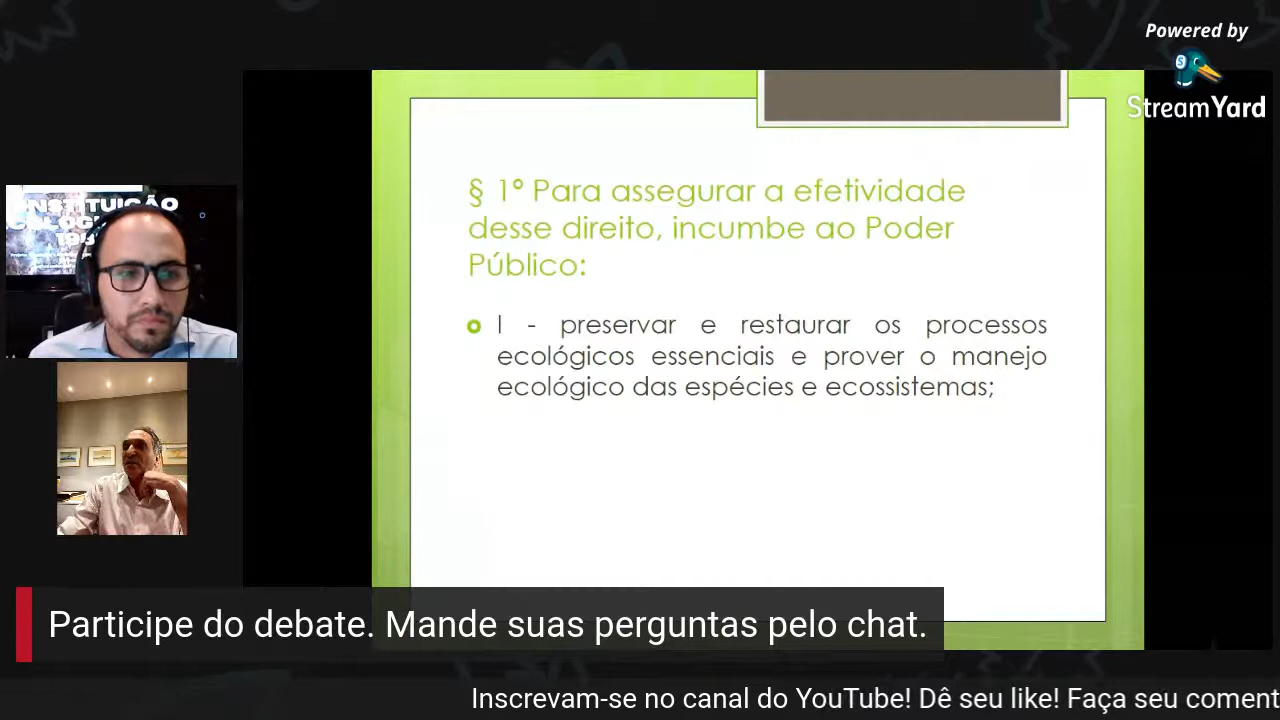 Powered by
StreamYard
§ 1º Para assegurar a efetividade
desse direito, incumbe ao Poder
Público:
I - preservar e restaurar os processos
ecológicos essenciais e prover o manejo
ecológico das espécies e ecossistemas;
Participe do debate. Mande suas perguntas pelo chat.
Inscrevam-se no canal do YouTube! Dê seu like! Faça seu coment